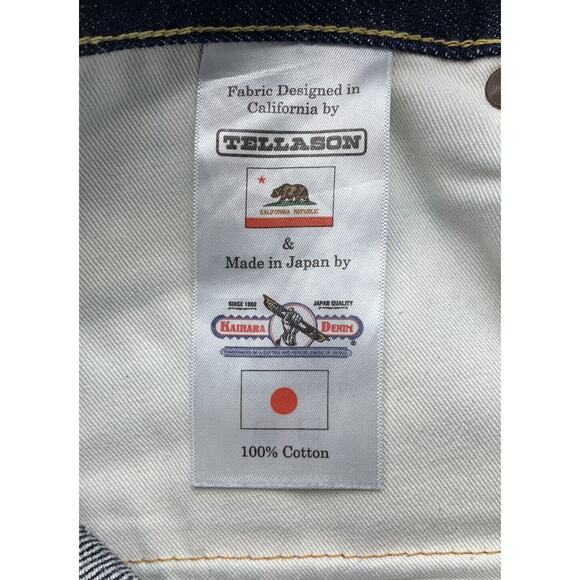 Fabric Designed in
California by
TELLASON
CALIFORNIA REPUBLIC
&
Made in Japan by
SINCE 1980 JAPAN QUALITY
KAIHARA DENIM
®
100% Cotton